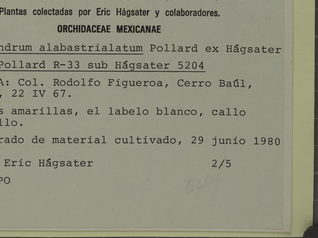 Plantas colectadas por Eric Hágsater y colaboradores.
ORCHIDACEAE MEXICANAE
ndrum alabastrialatum Pollard ex Hágsater
Pollard R-33 sub Hágsater 5204
A: Col. Rodolfo Figueroa, Cerro Baúl,
, 22 IV 67.
s amarillas, el labelo blanco, callo
llo.
rado de material cultivado, 29 junio 1980
Eric Hágsater 2/5
PO